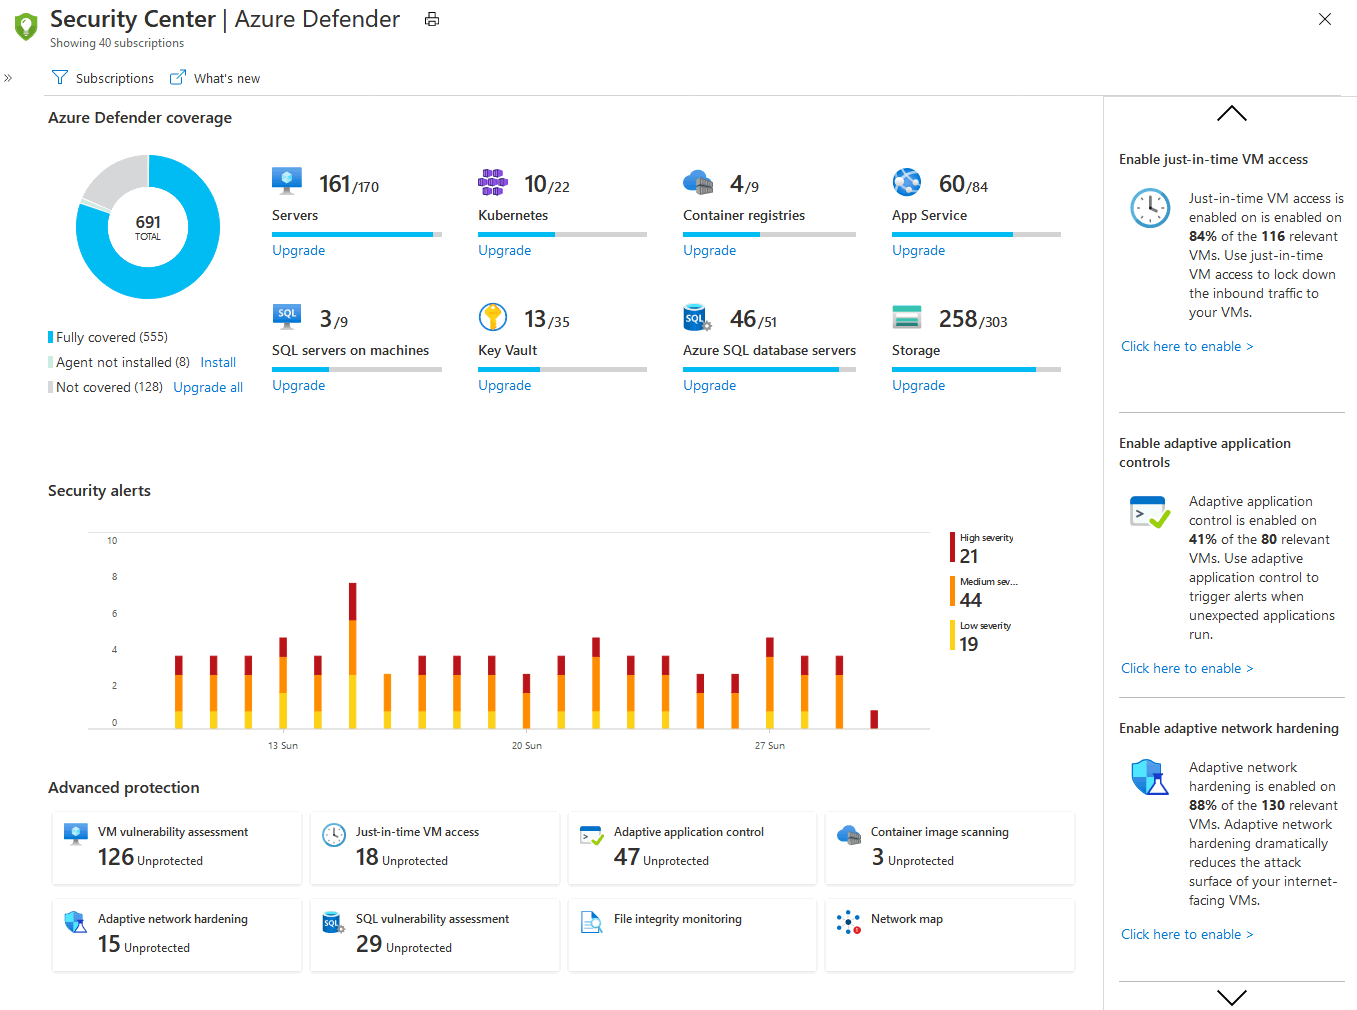 Security Center | Azure Defender
Showing 40 subscriptions
» Subscriptions What's new
Azure Defender coverage
691
TOTAL
Fully covered (555)
Agent not installed (8) Install
Not covered (128) Upgrade all
161/170
Servers
Upgrade
10/22
Kubernetes
Upgrade
4/9
Container registries
Upgrade
60/84
App Service
Upgrade
SQL
3/9
SQL servers on machines
Upgrade
13/35
Key Vault
Upgrade
SQL
46/51
Azure SQL database servers
Upgrade
258/303
Storage
Upgrade
Security alerts
10
8
6
4
2
0
13 Sun
20 Sun
27 Sun
High severity
21
Medium sev...
44
Low severity
19
Advanced protection
VM vulnerability assessment
126 Unprotected
Just-in-time VM access
18 Unprotected
Adaptive application control
47 Unprotected
Container image scanning
3 Unprotected
Adaptive network hardening
15 Unprotected
SQL
SQL vulnerability assessment
29 Unprotected
File integrity monitoring
Network map
Enable just-in-time VM access
Just-in-time VM access is
enabled on is enabled on
84% of the 116 relevant
VMs. Use just-in-time
VM access to lock down
the inbound traffic to
your VMs.
Click here to enable >
Enable adaptive application
controls
Adaptive application
control is enabled on
41% of the 80 relevant
VMs. Use adaptive
application control to
trigger alerts when
unexpected applications
run.
Click here to enable >
Enable adaptive network hardening
Adaptive network
hardening is enabled on
88% of the 130 relevant
VMs. Adaptive network
hardening dramatically
reduces the attack
surface of your internet-
facing VMs.
Click here to enable >